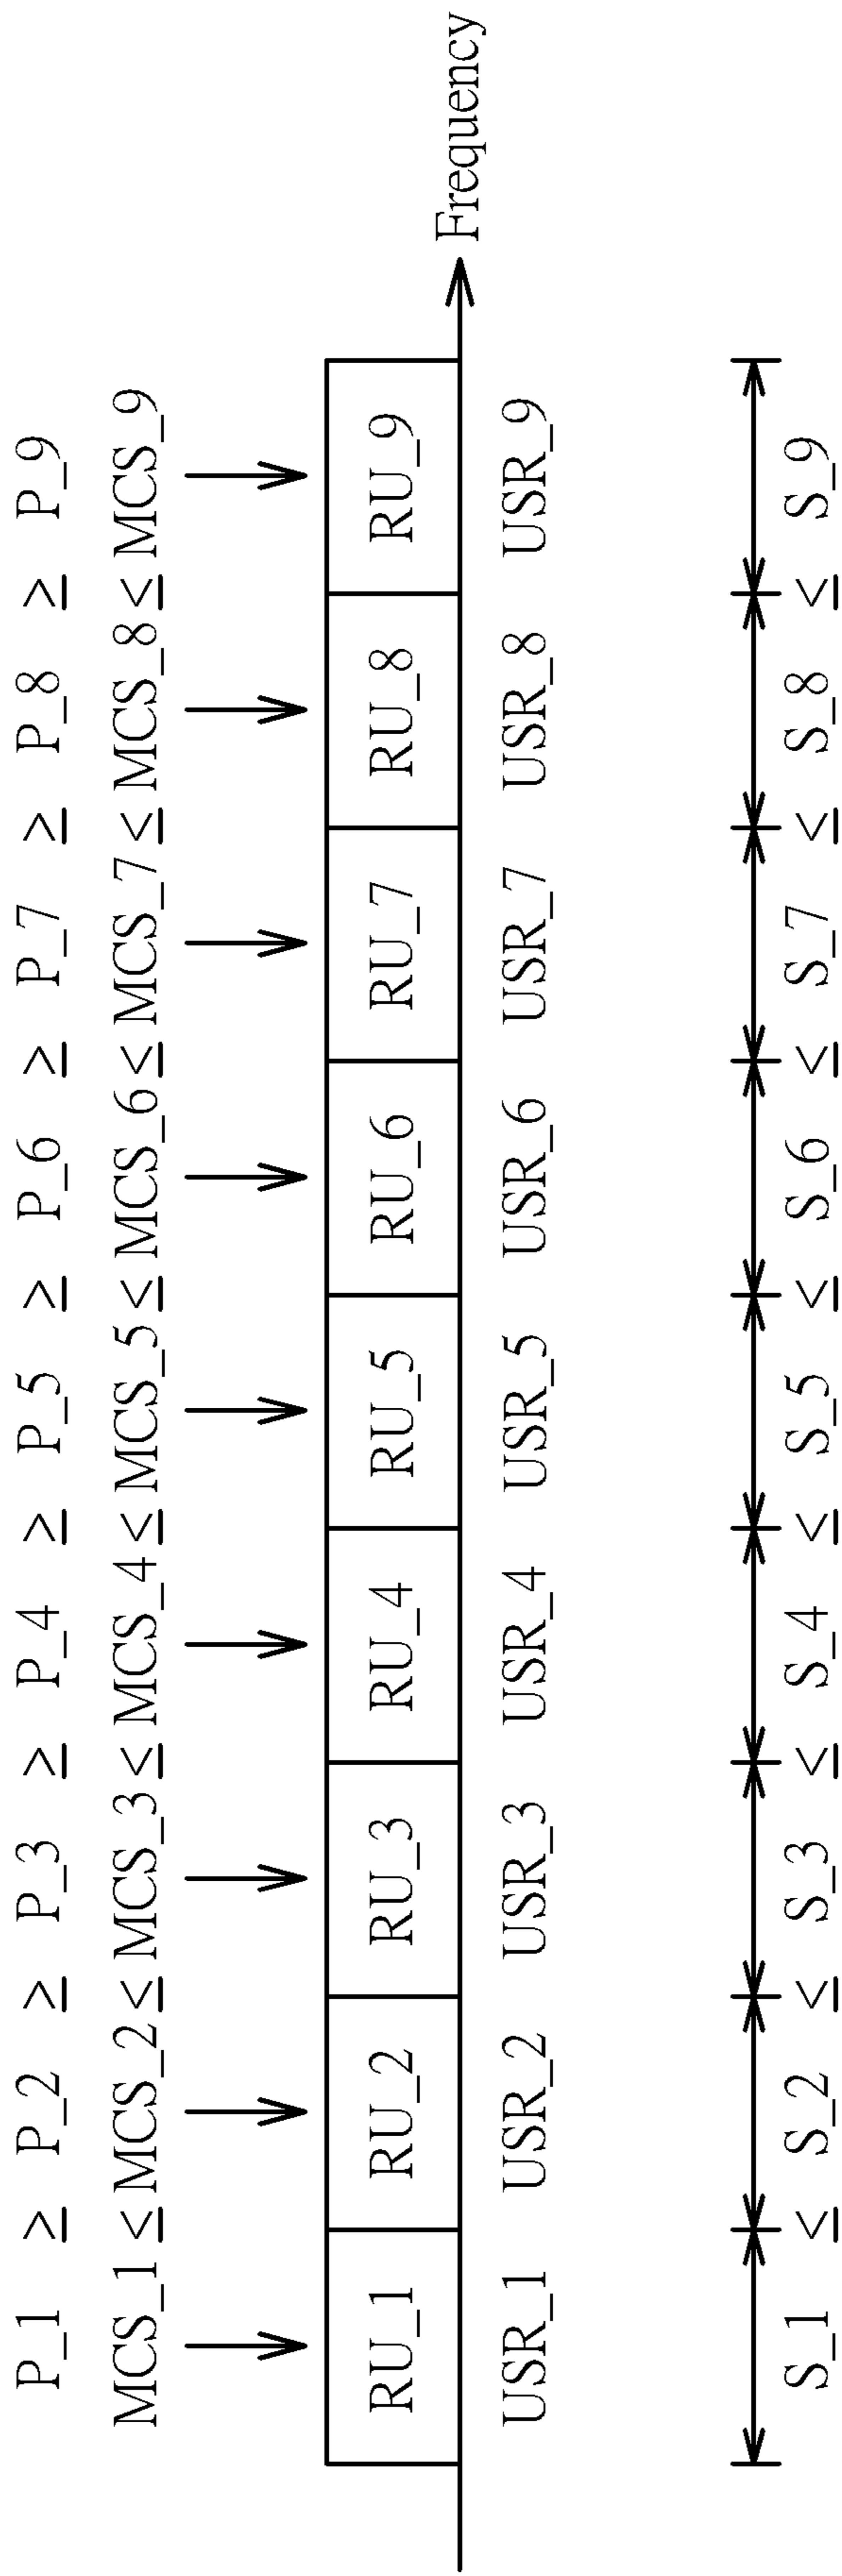 P_1 ≥ P_2 ≥ P_3 ≥ P_4 ≥ P_5 ≥ P_6 ≥ P_7 ≥ P_8 ≥ P_9
MCS_1 ≤ MCS_2 ≤ MCS_3 ≤ MCS_4 ≤ MCS_5 ≤ MCS_6 ≤ MCS_7 ≤ MCS_8 ≤ MCS_9
RU_1 RU_2 RU_3 RU_4 RU_5 RU_6 RU_7 RU_8 RU_9
Frequency
USR_1 USR_2 USR_3 USR_4 USR_5 USR_6 USR_7 USR_8 USR_9
S_1 ≤ S_2 ≤ S_3 ≤ S_4 ≤ S_5 ≤ S_6 ≤ S_7 ≤ S_8 ≤ S_9